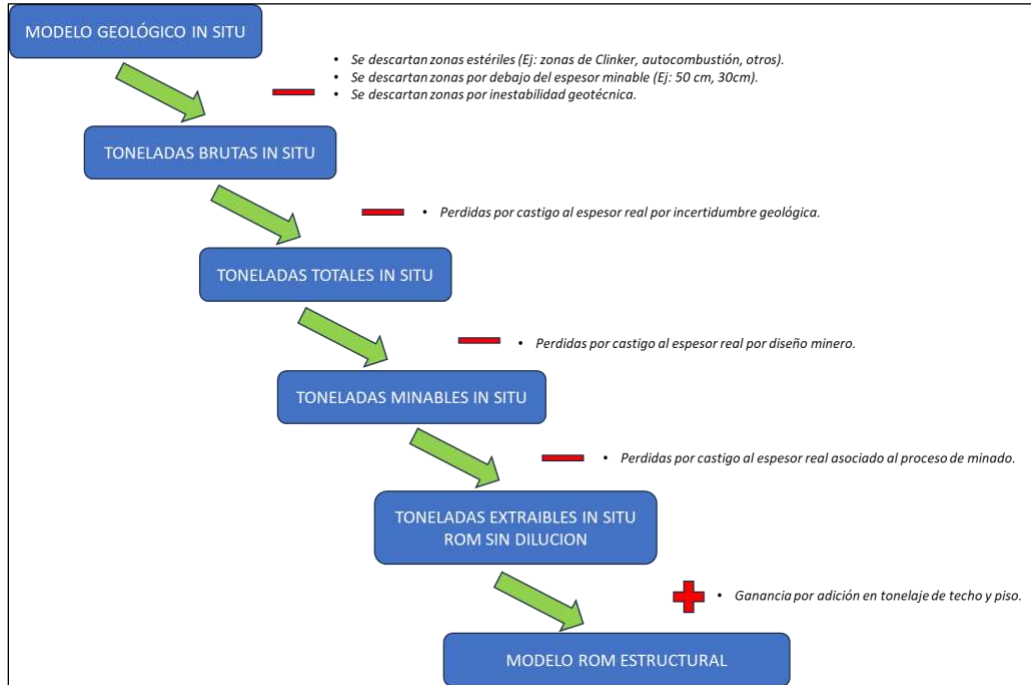 MODELO GEOLÓGICO IN SITU
• Se descartan zonas estériles (Ej: zonas de Clinker, autocombustión, otros).
• Se descartan zonas por debajo del espesor minable (Ej: 50 cm, 30cm).
• Se descartan zonas por inestabilidad geotécnica.
TONELADAS BRUTAS IN SITU
• Perdidas por castigo al espesor real por incertidumbre geológica.
TONELADAS TOTALES IN SITU
• Perdidas por castigo al espesor real por diseño minero.
TONELADAS MINABLES IN SITU
• Perdidas por castigo al espesor real asociado al proceso de minado.
TONELADAS EXTRAIBLES IN SITU
ROM SIN DILUCION
• Ganancia por adición en tonelaje de techo y piso.
MODELO ROM ESTRUCTURAL